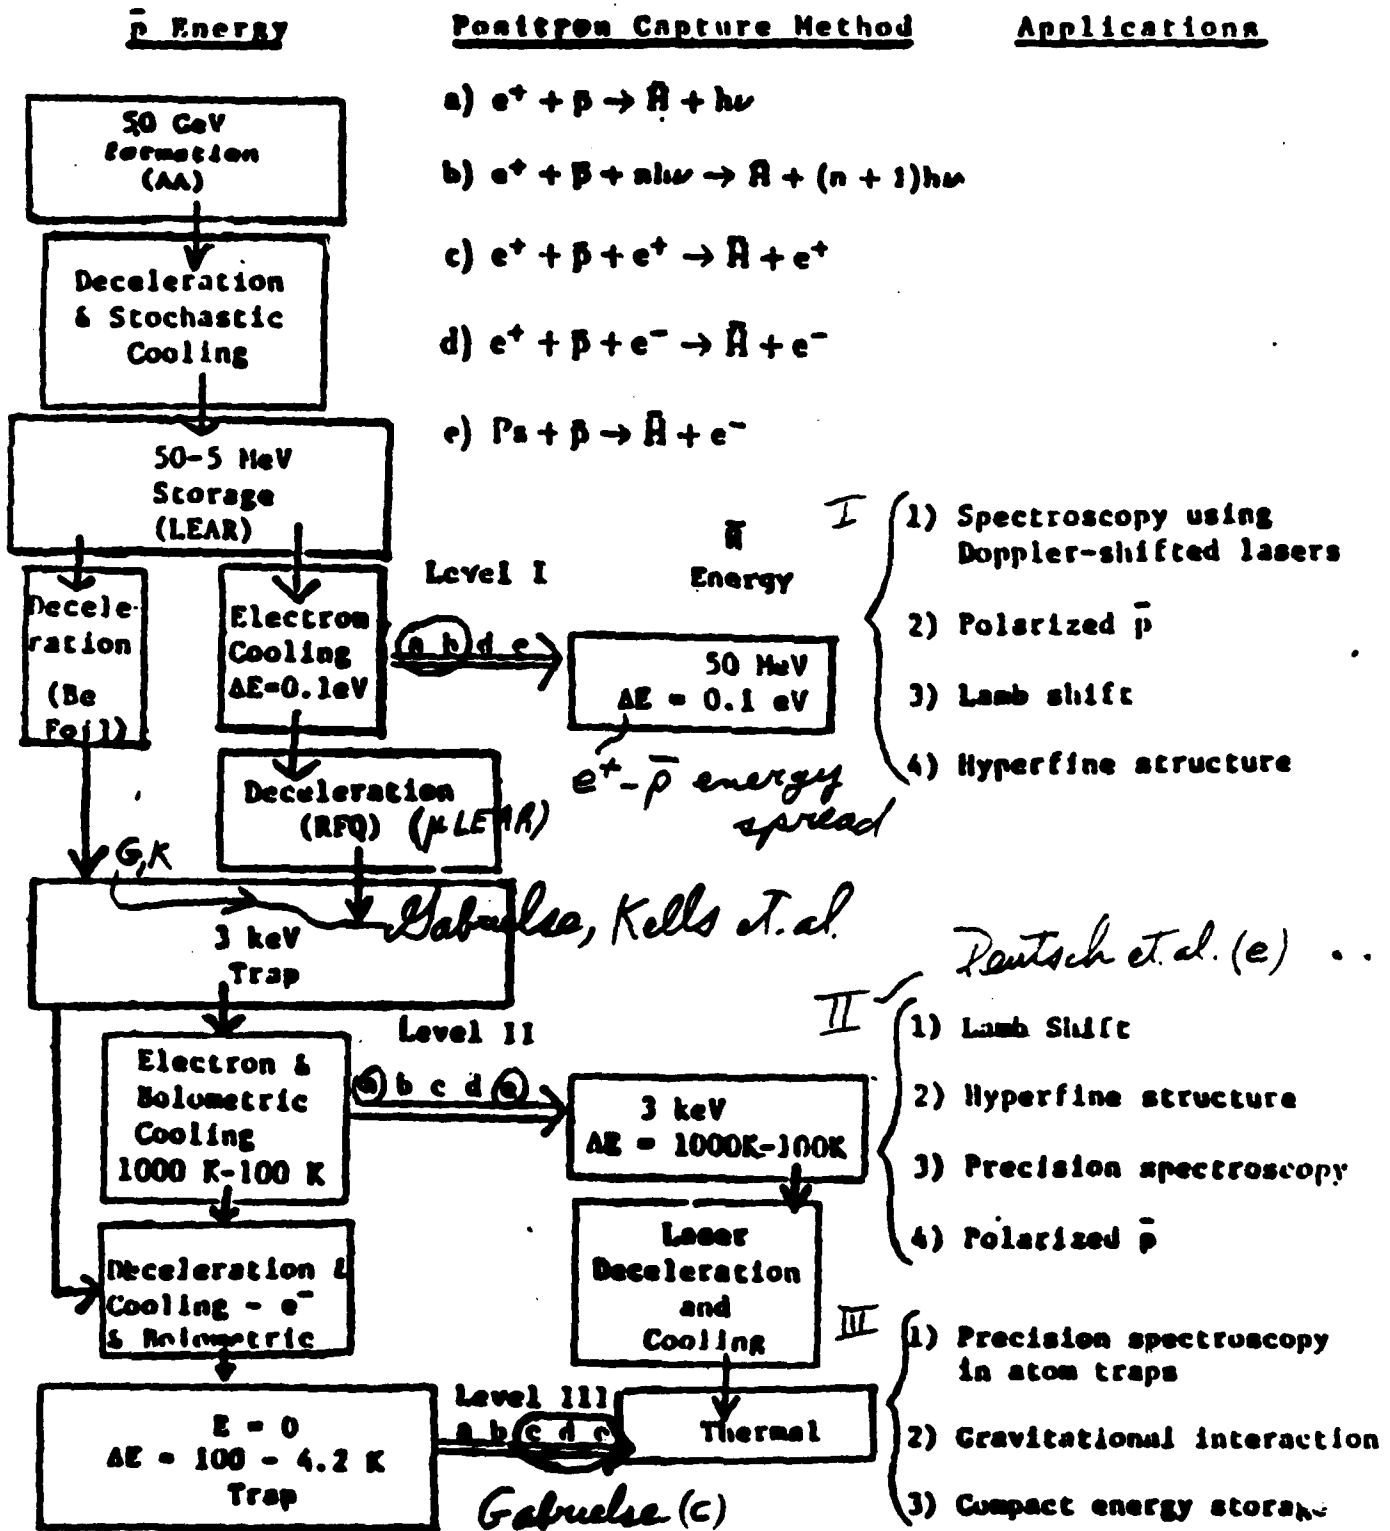 p̄ Energy
Positron Capture Method
Applications
a) e⁺ + p̄ → H̄ + hν
b) e⁺ + p̄ + nhν → H̄ + (n + 1)hν
c) e⁺ + p̄ + e⁺ → H̄ + e⁺
d) e⁺ + p̄ + e⁻ → H̄ + e⁻
e) Ps + p̄ → H̄ + e⁻
50 GeV
formation
(AA)
Deceleration
& Stochastic
Cooling
50-5 MeV
Storage
(LEAR)
Decele-
ration
(Be
Foil)
Electron
Cooling
ΔE=0.1eV
Level I
a b d e
H̄
Energy
50 MeV
ΔE = 0.1 eV
e⁺-p̄ energy
spread
I
1) Spectroscopy using
Doppler-shifted lasers
2) Polarized p̄
3) Lamb shift
4) Hyperfine structure
Deceleration
(RFQ) (μ LEAR)
G,K
Gabrielse, Kells et. al.
3 keV
Trap
Deutsch et. al. (e)
Level II
Electron &
Bolometric
Cooling
1000 K-100 K
a b c d e
3 keV
ΔE = 1000K-100K
II
1) Lamb Shift
2) Hyperfine structure
3) Precision spectroscopy
4) Polarized p̄
Deceleration &
Cooling - e⁻
& Bolometric
Laser
Deceleration
and
Cooling
E = 0
ΔE = 100 - 4.2 K
Trap
Level III
a b c d e
Thermal
Gabrielse (c)
III
1) Precision spectroscopy
in atom traps
2) Gravitational interaction
3) Compact energy storage